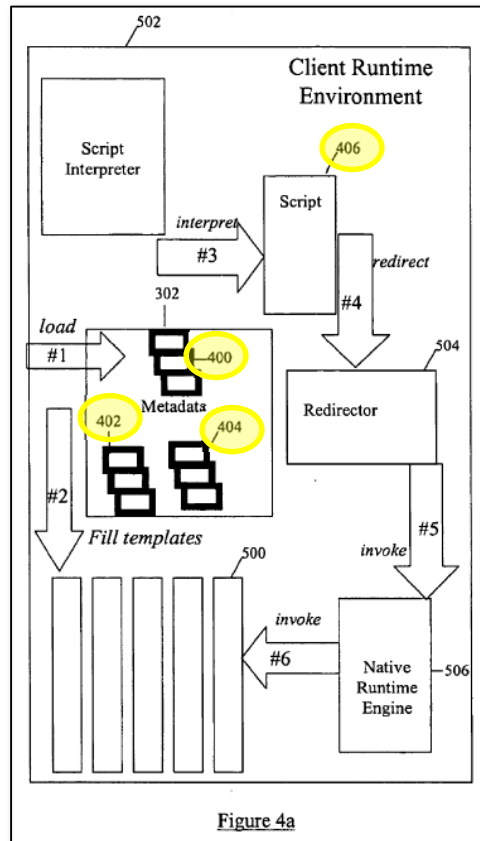 502
Client Runtime
Environment
Script
Interpreter
406
Script
interpret
#3
redirect
#4
302
load
#1
400
Metadata
402
404
504
Redirector
#2
Fill templates
500
#5
invoke
invoke
#6
Native
Runtime
Engine
506
Figure 4a